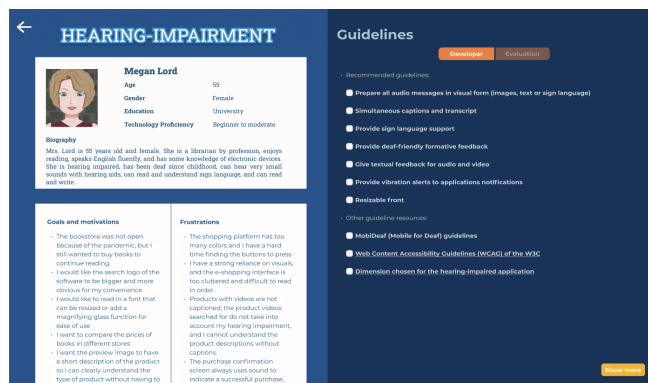 HEARING-IMPAIRMENT
Megan Lord
Age 55
Gender Female
Education University
Technology Proficiency Beginner to moderate
Biography
Mrs. Lord is 55 years old and female. She is a librarian by profession, enjoys
reading, speaks English fluently, and has some knowledge of electronic devices.
She is hearing impaired, has been deaf since childhood, can hear very small
sounds with hearing aids, can read and understand sign language, and can read
and write.
Goals and motivations
• The bookstore was not open
because of the pandemic, but I
still wanted to buy books to
continue reading.
• I would like the search logo of the
software to be bigger and more
obvious for my convenience
• I would like to read in a font that
can be resized or add a
magnifying glass function for
ease of use
• I want to compare the prices of
books in different stores
• I want the preview image to have
a short description of the product
so I can clearly understand the
type of product without having to
Frustrations
• The shopping platform has too
many colors and I have a hard
time finding the buttons to press
• I have a strong reliance on visuals,
and the e-shopping interface is
too cluttered and difficult to read
in order.
• Products with videos are not
captioned, the product videos
searched for do not take into
account my hearing impairment,
and I cannot understand the
product descriptions without
captions.
• The purchase confirmation
screen always uses sound to
indicate a successful purchase,
Guidelines
Developer Evaluation
• Recommended guidelines:
Prepare all audio messages in visual form (images, text or sign language)
Simultaneous captions and transcript
Provide sign language support
Provide deaf-friendly formative feedback
Give textual feedback for audio and video
Provide vibration alerts to applications notifications
Resizable front
• Other guideline resources:
MobiDeaf (Mobile for Deaf) guidelines
Web Content Accessibility Guidelines (WCAG) of the W3C
Dimension chosen for the hearing-impaired application
Show more